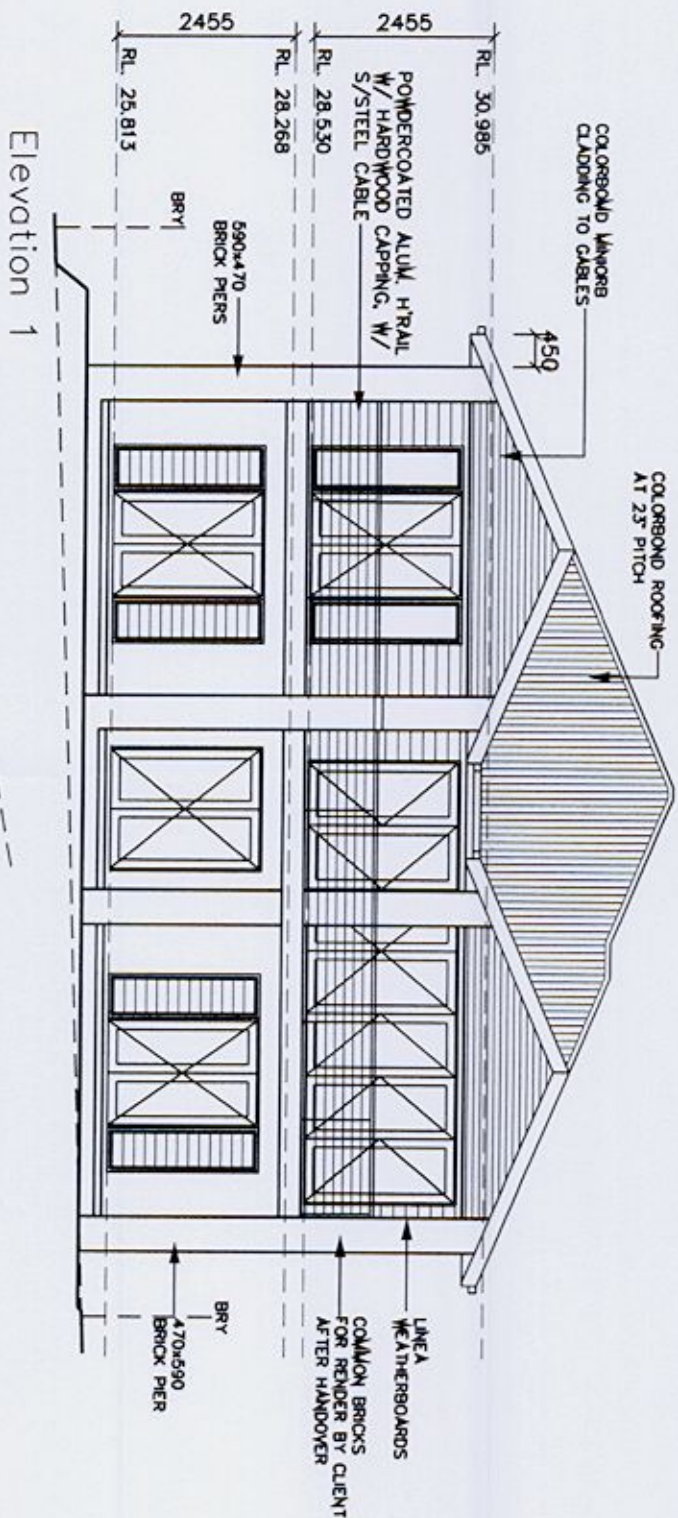 2455
2455
RL. 30.985
RL. 28.530
RL. 28.268
RL. 25.813
COLORBOND MINIORB
CLADDING TO GABLES
POWDERCOATED ALUM. H'RAIL
W/ HARDWOOD CAPPING, W/
S/STEEL CABLE
450
COLORBOND ROOFING
AT 23° PITCH
BRY
590x470
BRICK PIERS
LINEA
WEATHERBOARDS
COMMON BRICKS
FOR RENDER BY CLIENT
AFTER HANDOVER
BRY
470x590
BRICK PIER
Elevation 1